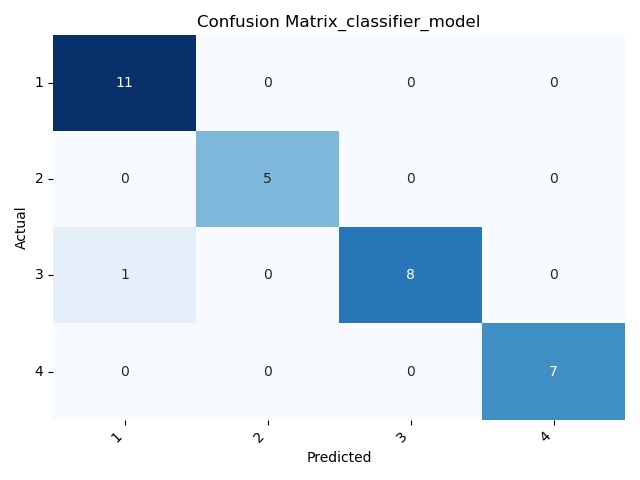 Confusion Matrix_classifier_model
1 11 0 0 0
2 0 5 0 0
Actual
3 1 0 8 0
4 0 0 0 7
1 2 3 4
Predicted